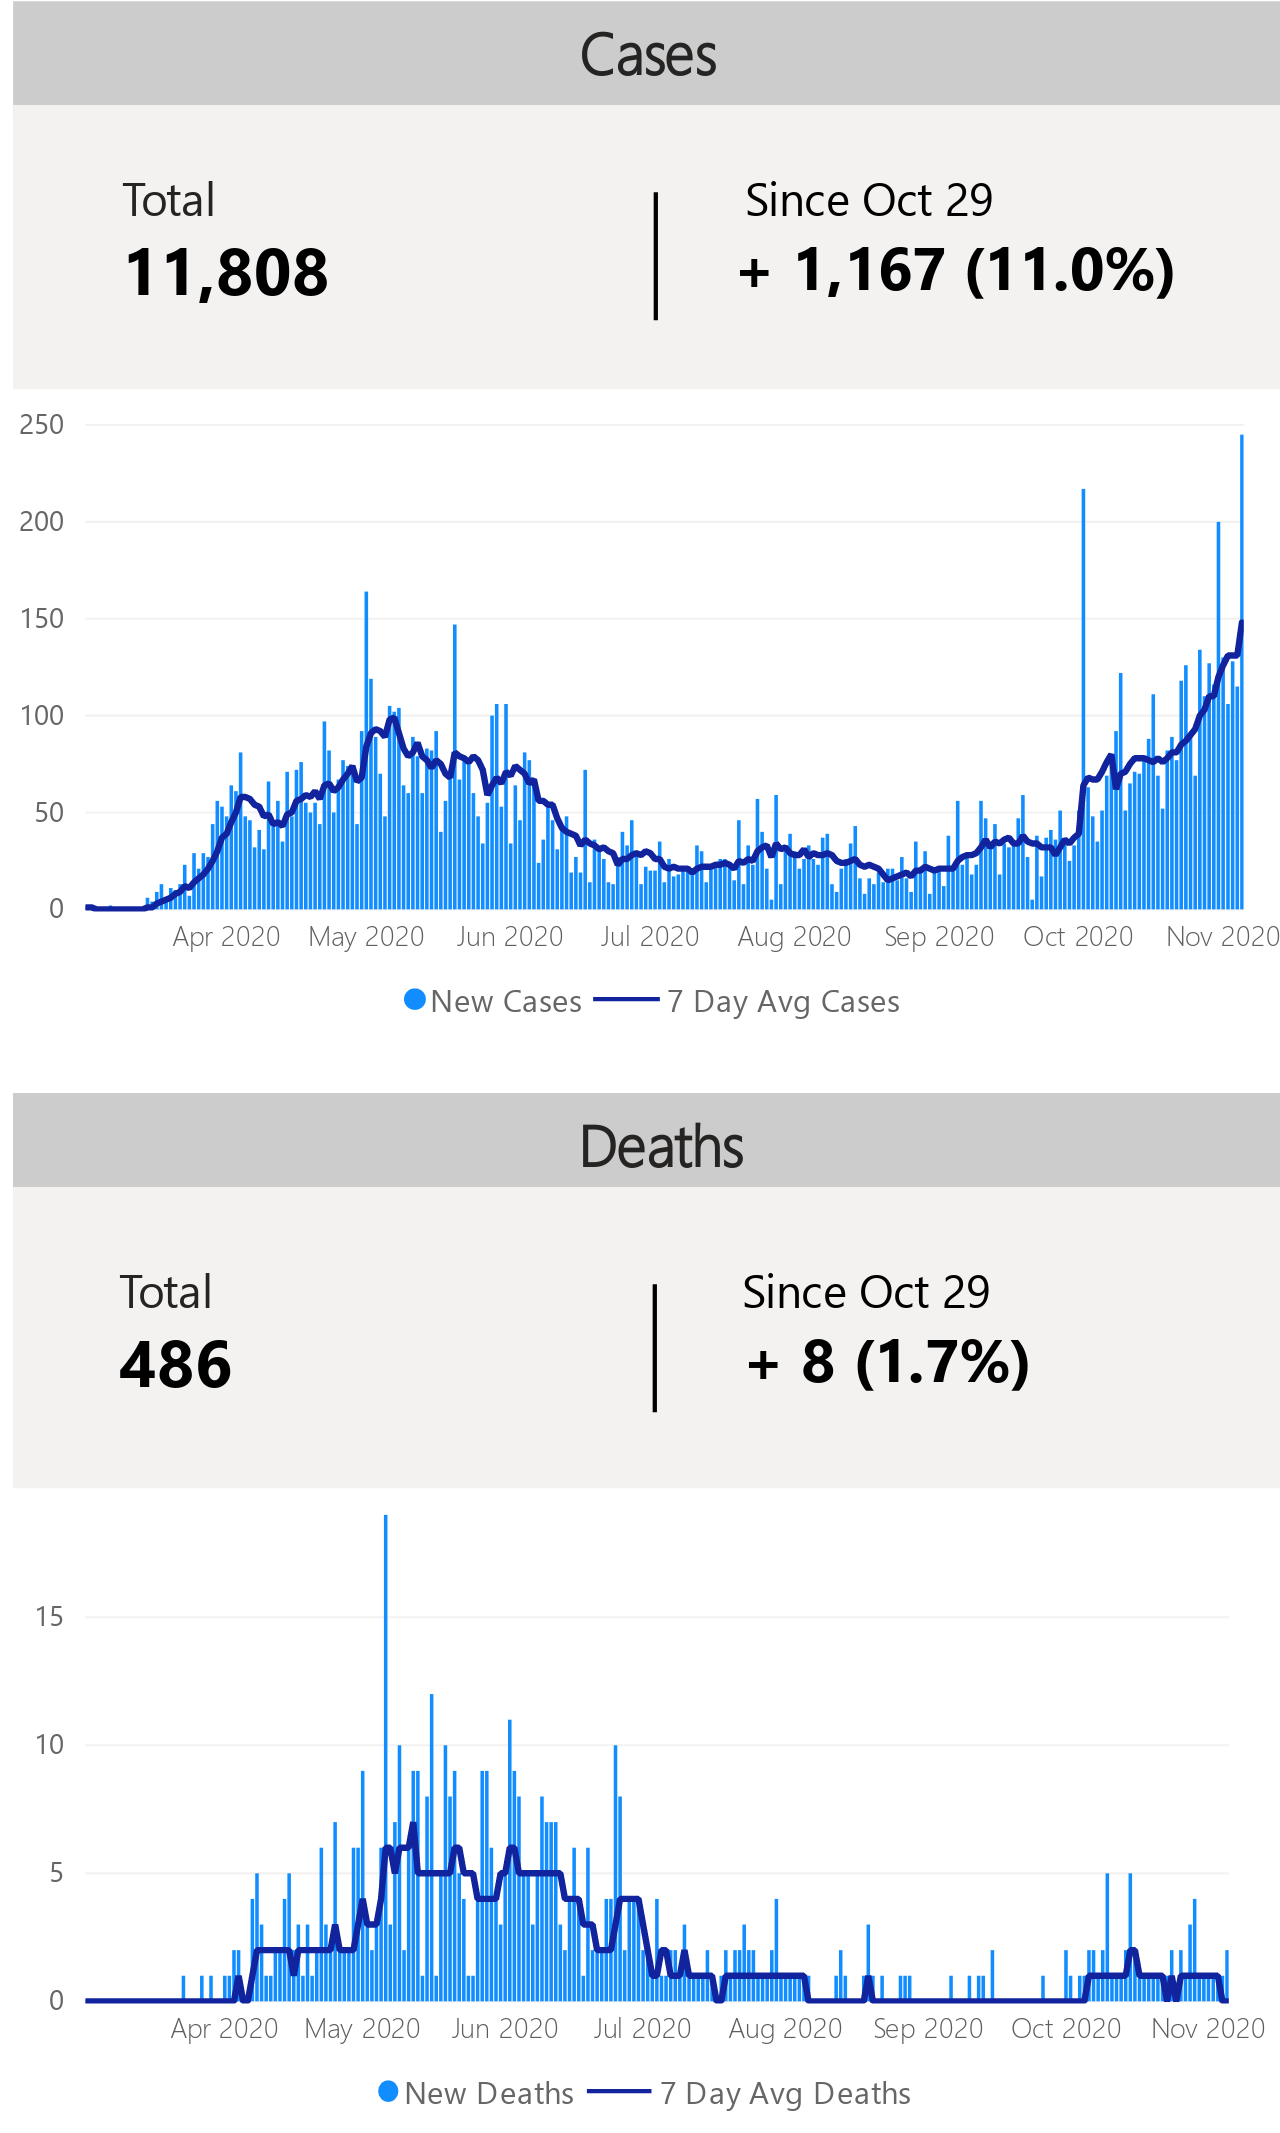 Cases
Total
Since Oct 29
11,808
+ 1,167 (11.0%)
250
200
150
100
50
0
Apr 2020 May 2020 Jun 2020 Jul 2020 Aug 2020 Sep 2020 Oct 2020 Nov 2020
New Cases 7 Day Avg Cases
Deaths
Total
Since Oct 29
486
+ 8 (1.7%)
15
10
5
0
Apr 2020 May 2020 Jun 2020 Jul 2020 Aug 2020 Sep 2020 Oct 2020 Nov 2020
New Deaths 7 Day Avg Deaths